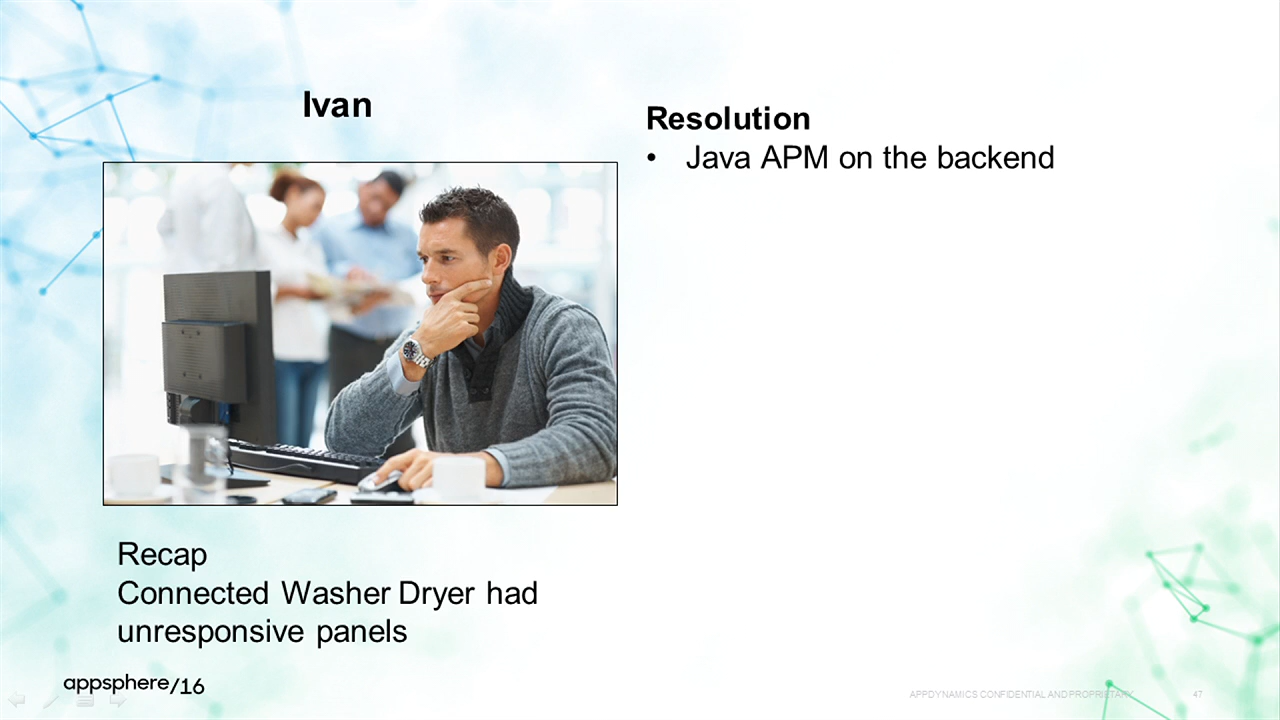 Ivan
Resolution
• Java APM on the backend
Recap
Connected Washer Dryer had
unresponsive panels
appsphere/16
APPDYNAMICS CONFIDENTIAL AND PROPRIETARY
47